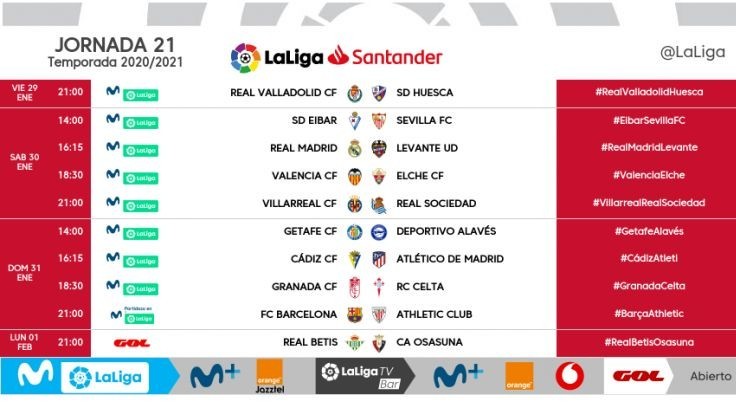 JORNADA 21
Temporada 2020/2021
LaLiga Santander
@LaLiga
VIE 29 ENE
21:00 LaLiga REAL VALLADOLID CF SD HUESCA #RealValladolidHuesca
SAB 30 ENE
14:00 LaLiga SD EIBAR SEVILLA FC #EibarSevillaFC
16:15 LaLiga REAL MADRID LEVANTE UD #RealMadridLevante
18:30 LaLiga VALENCIA CF ELCHE CF #ValenciaElche
21:00 LaLiga VILLARREAL CF REAL SOCIEDAD #VillarrealRealSociedad
DOM 31 ENE
14:00 LaLiga GETAFE CF DEPORTIVO ALAVÉS #GetafeAlavés
16:15 LaLiga CÁDIZ CF ATLÉTICO DE MADRID #CádizAtleti
18:30 LaLiga GRANADA CF RC CELTA #GranadaCelta
21:00 Partidazo en LaLiga FC BARCELONA ATHLETIC CLUB #BarçaAthletic
LUN 01 FEB
21:00 GOL REAL BETIS CA OSASUNA #RealBetisOsasuna
M LaLiga M+ orange Jazztel LaLigaTV Bar M+ orange GOL Abierto